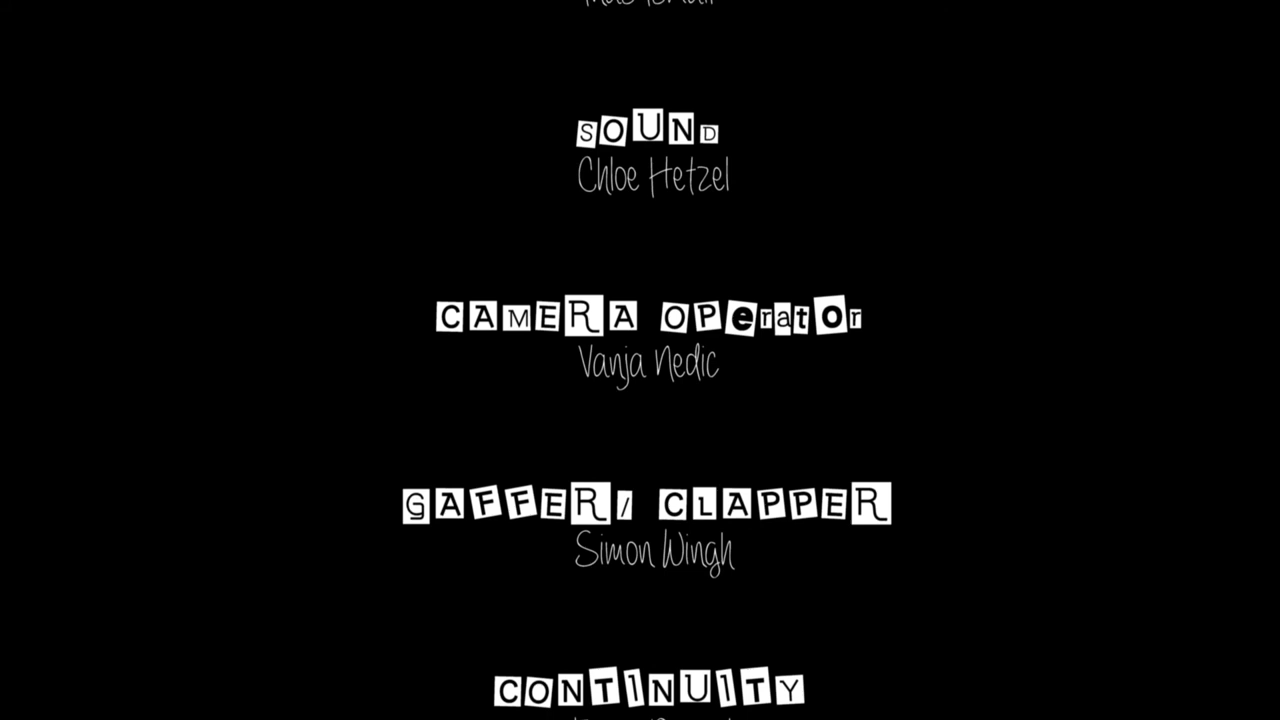 SOUND
Chloe Hetzel
CAMERA OPerator
Vanja Nedic
GAFFER/ CLAPPER
Simon Wingh
CONTINUITY